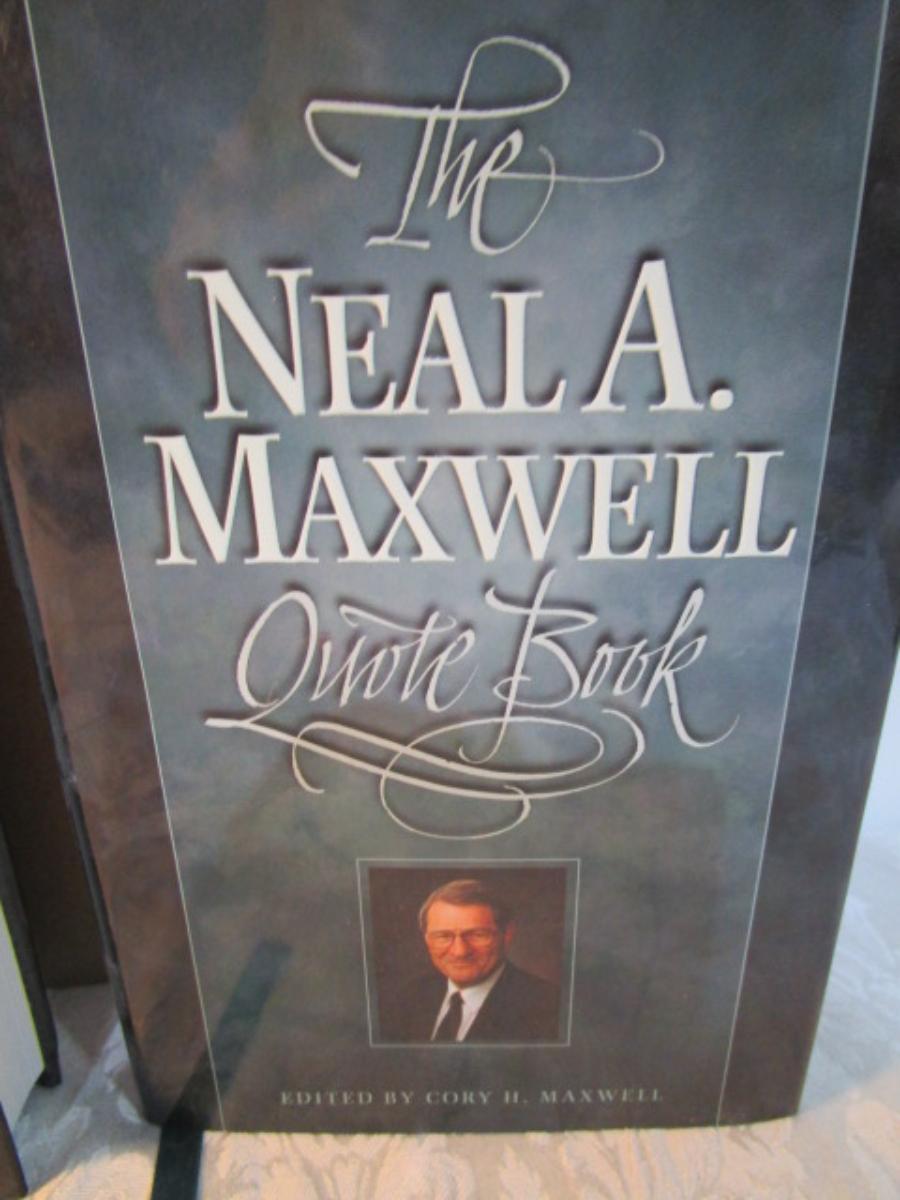 The
NEAL A.
MAXWELL
Quote Book
EDITED BY CORY H. MAXWELL